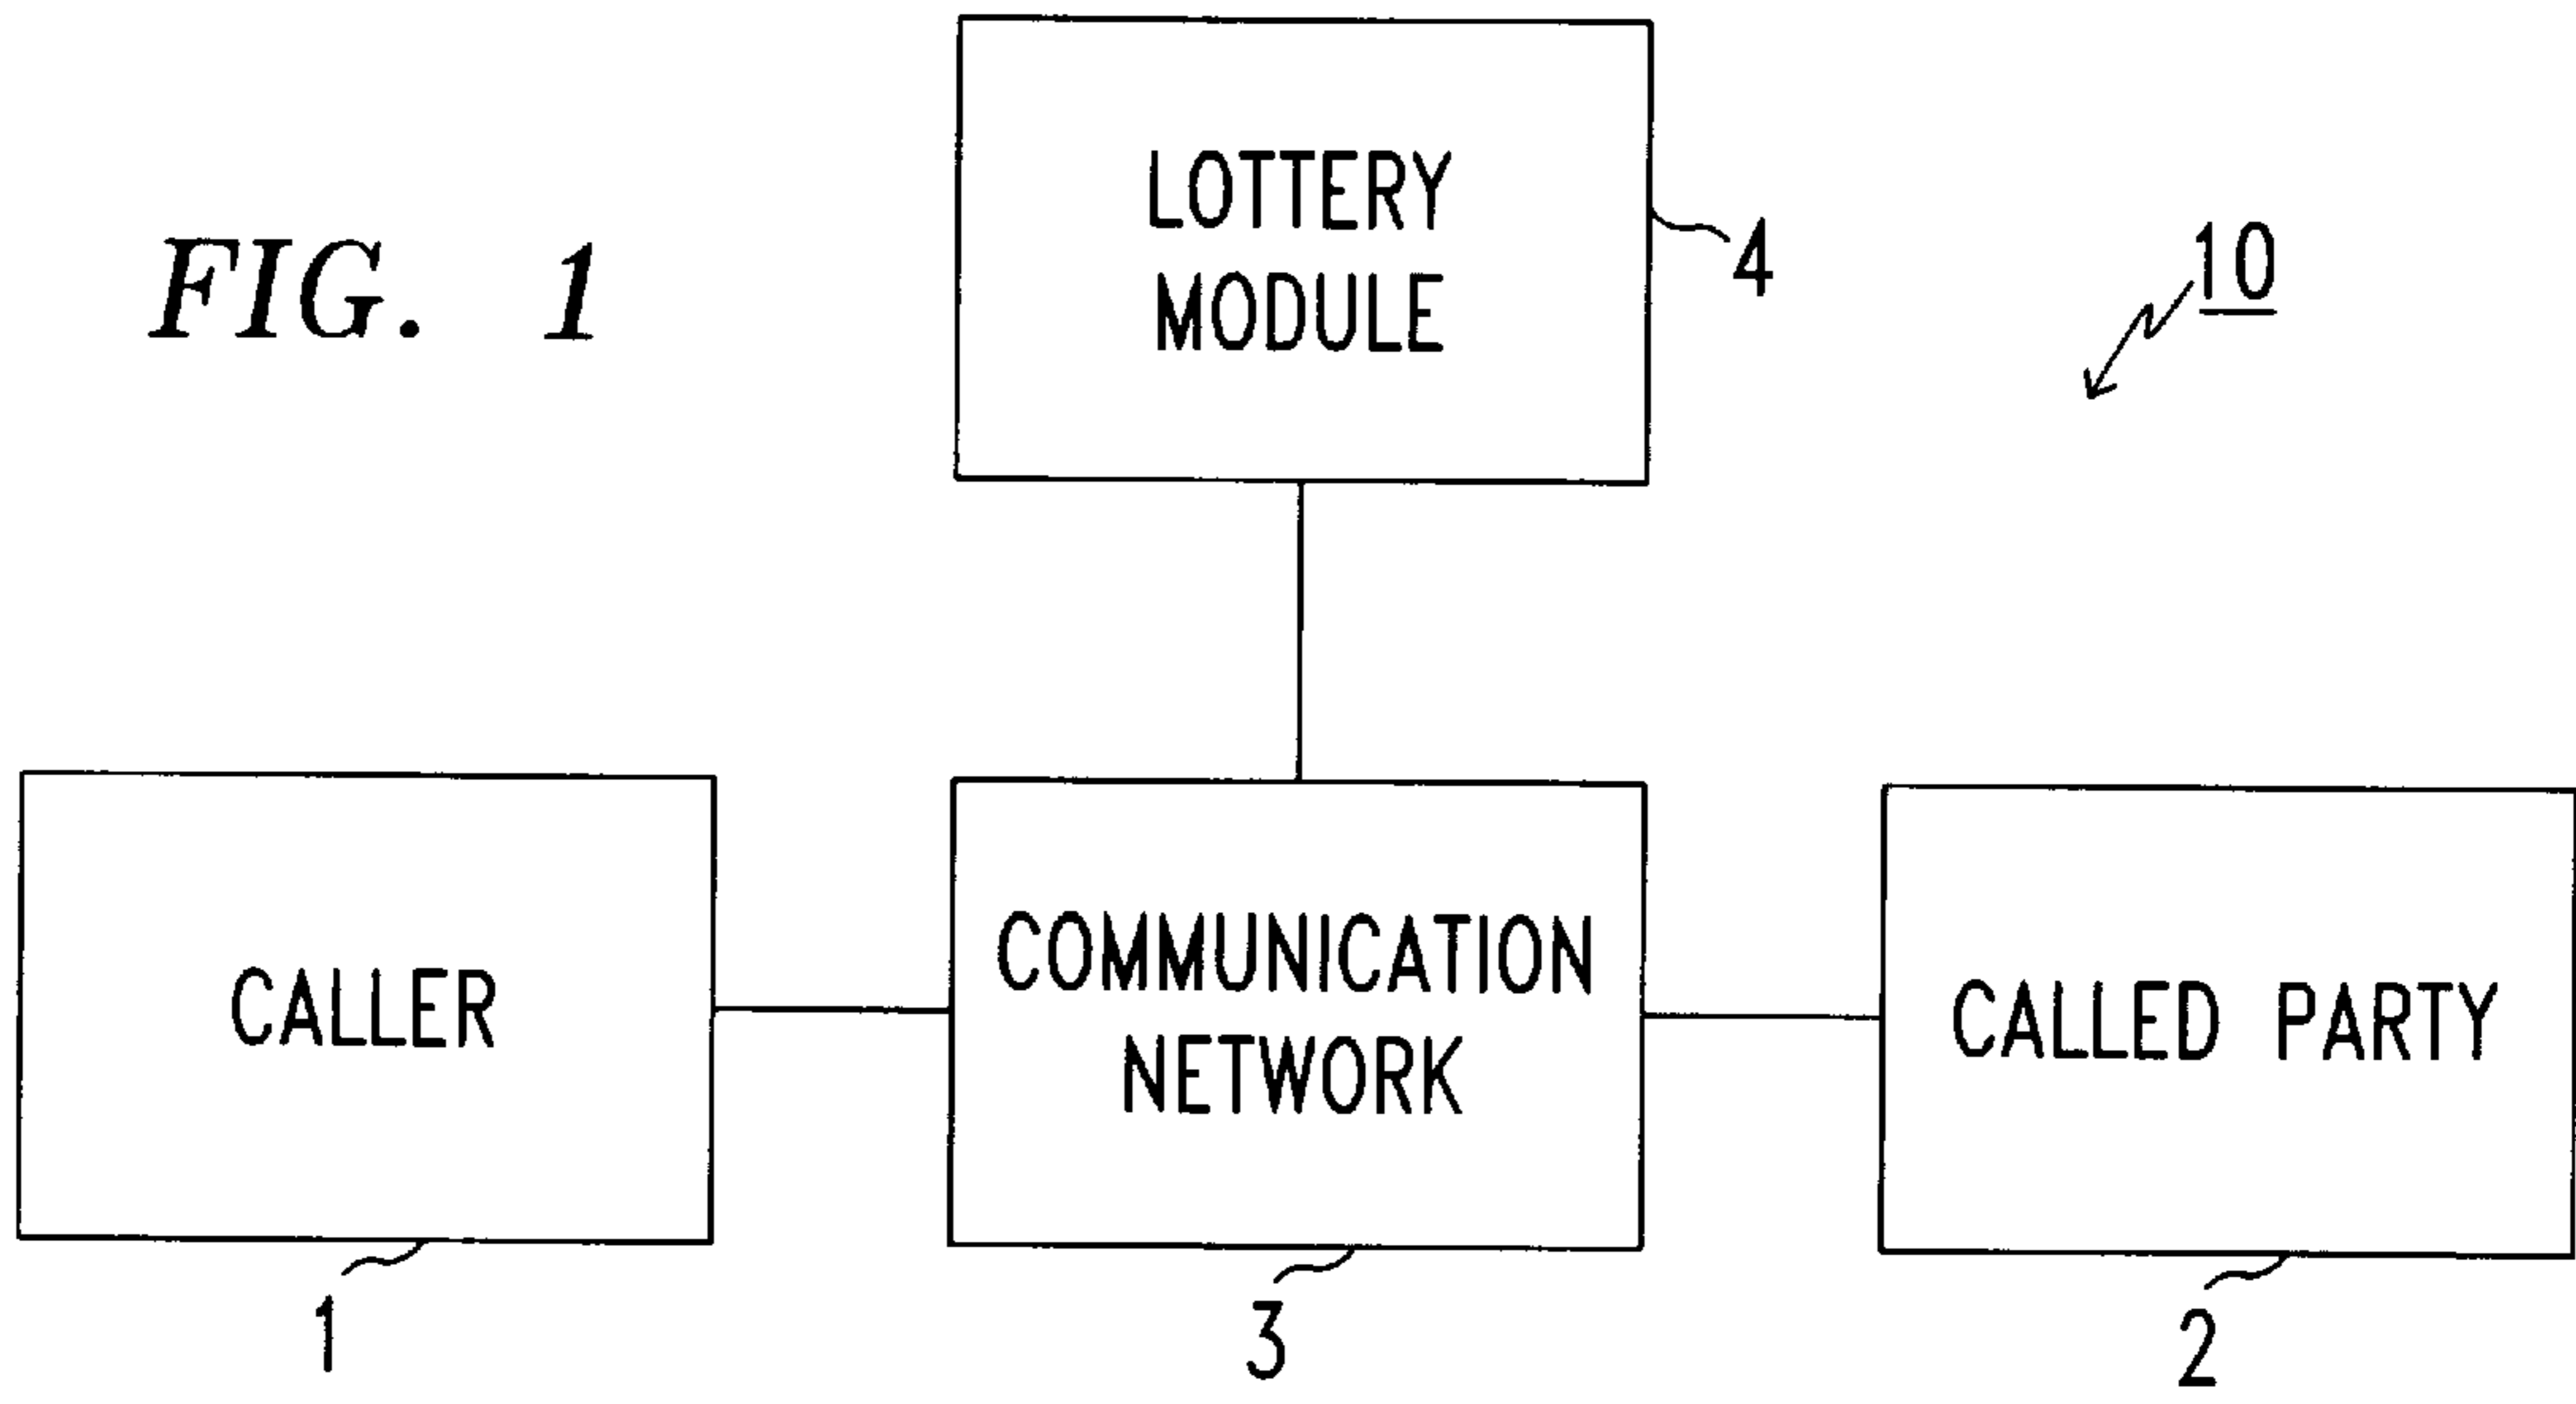 FIG. 1
LOTTERY
MODULE
4
10
CALLER
COMMUNICATION
NETWORK
CALLED PARTY
1
3
2